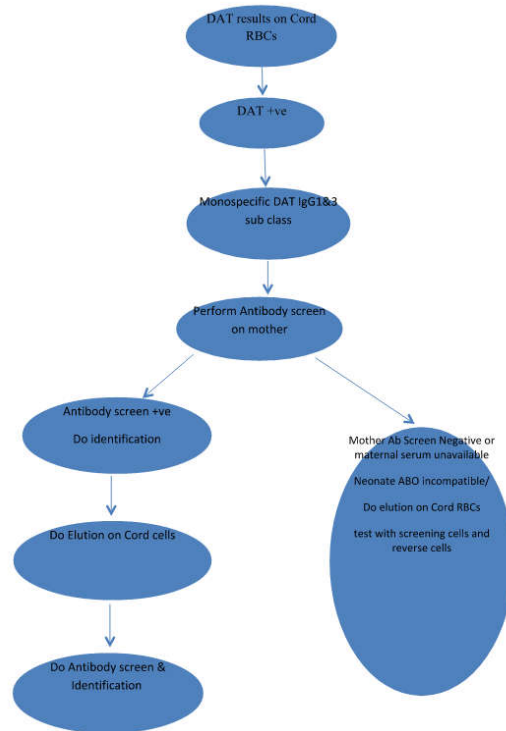 DAT results on Cord
RBCs
DAT +ve
Monospecific DAT IgG1&3
sub class
Perform Antibody screen
on mother
Antibody screen +ve
Do identification
Do Elution on Cord cells
Do Antibody screen &
Identification
Mother Ab Screen Negative or
maternal serum unavailable
Neonate ABO incompatible/
Do elution on Cord RBCs
test with screening cells and
reverse cells